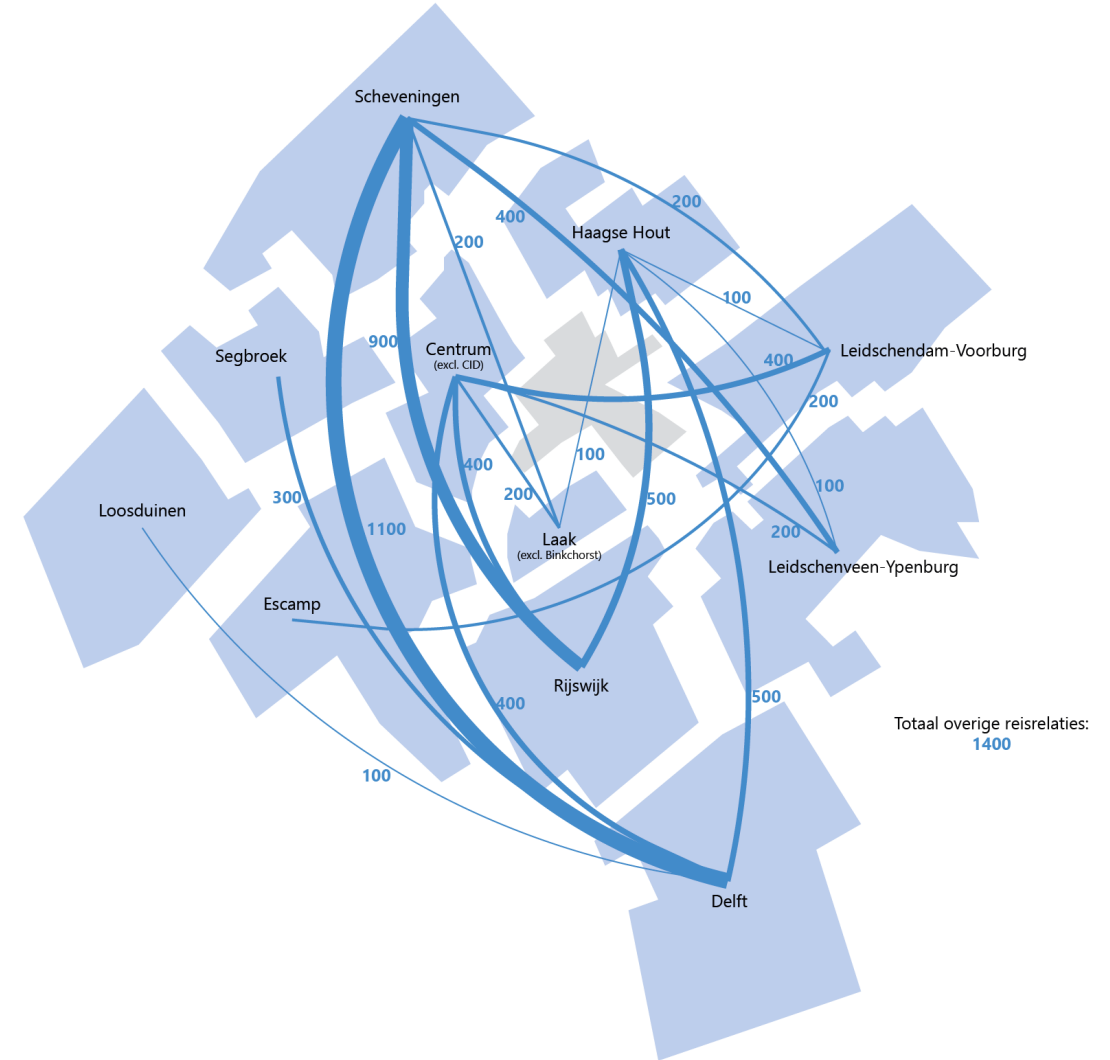 Scheveningen
200
400
Haagse Hout
200
100
900
Centrum
(excl. CID)
Segbroek
400
Leidschendam-Voorburg
200
100
400
100
200
300
500
Loosduinen
1100
200
Laak
(excl. Binkchorst)
Leidschenveen-Ypenburg
Escamp
Rijswijk
500
400
Totaal overige reisrelaties:
1400
100
Delft